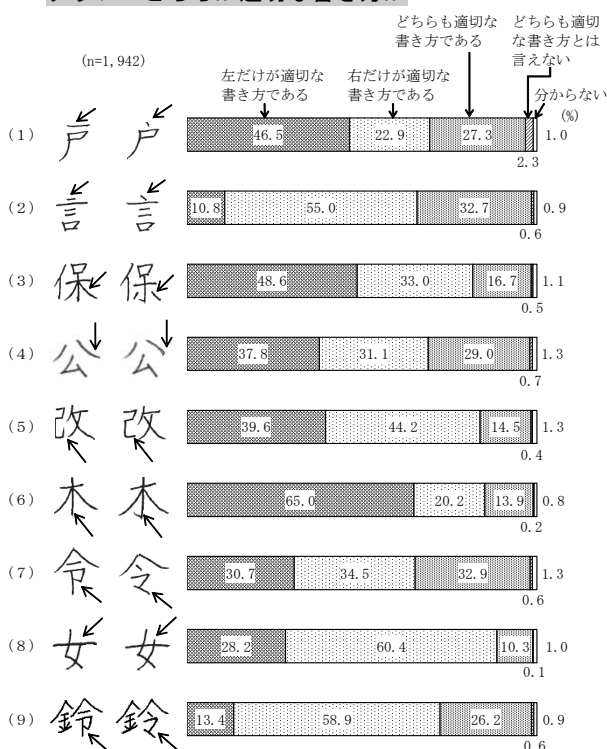 どちらも適切な
書き方である
どちらも適切
な書き方とは
言えない
(n=1,942)
左だけが適切な
書き方である
右だけが適切な
書き方である
分からない
(%)
(1) 戸 戸 46.5 22.9 27.3 1.0
2.3
(2) 言 言 10.8 55.0 32.7 0.9
0.6
(3) 保 保 48.6 33.0 16.7 1.1
0.5
(4) 公 公 37.8 31.1 29.0 1.3
0.7
(5) 改 改 39.6 44.2 14.5 1.3
0.4
(6) 木 木 65.0 20.2 13.9 0.8
0.2
(7) 令 令 30.7 34.5 32.9 1.3
0.6
(8) 女 女 28.2 60.4 10.3 1.0
0.1
(9) 鈴 鈴 13.4 58.9 26.2 0.9
0.6